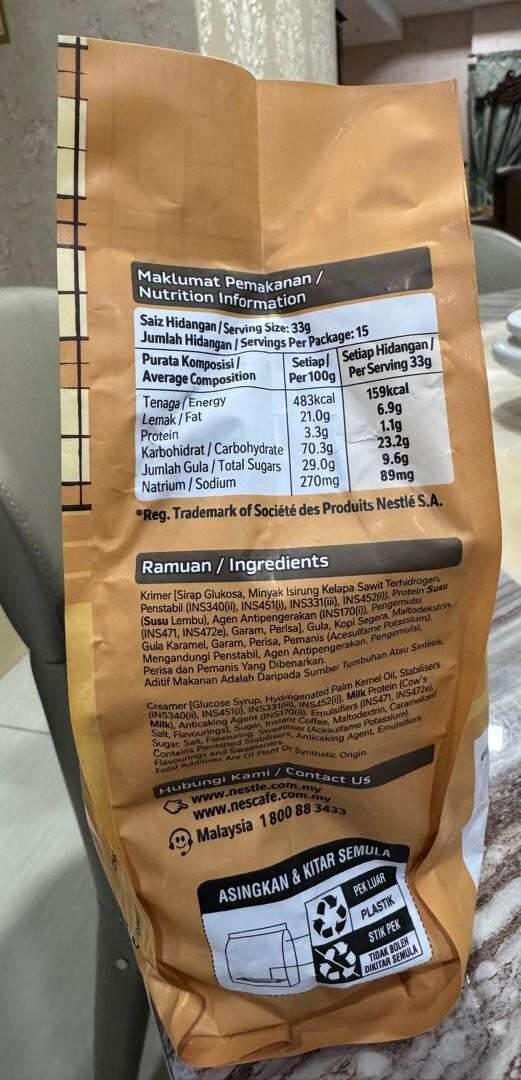 Maklumat Pemakanan /
Nutrition Information
Saiz Hidangan / Serving Size: 33g
Jumlah Hidangan / Servings Per Package: 15
Purata Komposisi / Average Composition Setiap / Per 100g Setiap Hidangan / Per Serving 33g
Tenaga / Energy 483kcal 159kcal
Lemak / Fat 21.0g 6.9g
Protein 3.3g 1.1g
Karbohidrat / Carbohydrate 70.3g 23.2g
Jumlah Gula / Total Sugars 29.0g 9.6g
Natrium / Sodium 270mg 89mg
®Reg. Trademark of Société des Produits Nestlé S.A.
Ramuan / Ingredients
Krimer [Sirap Glukosa, Minyak Isirung Kelapa Sawit Terhidrogen,
Penstabil (INS340(ii), INS451(i), INS331(iii), INS452(i)), Protein Susu
(Susu Lembu), Agen Antipengerakan (INS170(i)), Pengemulsi
(INS471, INS472e), Garam, Perisa], Gula, Kopi Segera, Maltodekstrin,
Gula Karamel, Garam, Perisa, Pemanis (Acesulfame Potassium).
Mengandungi Penstabil, Agen Antipengerakan, Pengemulsi,
Perisa dan Pemanis Yang Dibenarkan.
Aditif Makanan Adalah Daripada Sumber Tumbuhan Atau Sintetik.
Creamer [Glucose Syrup, Hydrogenated Palm Kernel Oil, Stabilisers
(INS340(ii), INS451(i), INS331(iii), INS452(i)), Milk Protein (Cow's
Milk), Anticaking Agent (INS170(i)), Emulsifiers (INS471, INS472e),
Salt, Flavourings], Sugar, Instant Coffee, Maltodextrin, Caramelized
Sugar, Salt, Flavouring, Sweetener (Acesulfame Potassium).
Contains Permitted Stabilisers, Anticaking Agent, Emulsifiers,
Flavourings and Sweeteners.
Food Additives Are Of Plant Or Synthetic Origin.
Hubungi Kami / Contact Us
www.nestle.com.my
www.nescafe.com.my
Malaysia 1 800 88 3433
ASINGKAN & KITAR SEMULA
PEK LUAR
PLASTIK
STIK PEK
TIDAK BOLEH
DIKITAR SEMULA